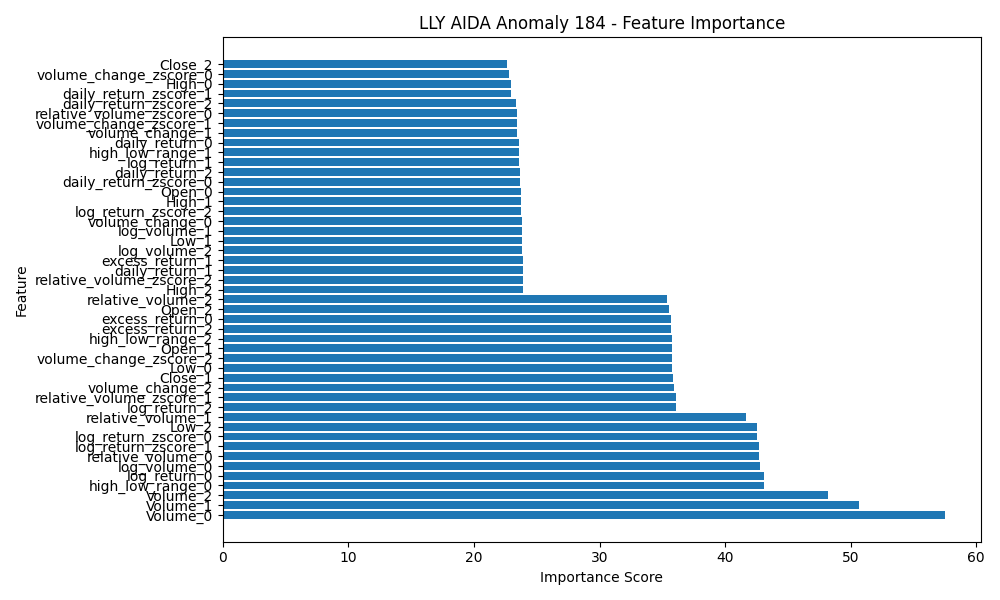 LLY AIDA Anomaly 184 - Feature Importance
Close_2
volume_change_zscore_0
High_0
daily_return_zscore_1
daily_return_zscore_2
relative_volume_zscore_0
volume_change_zscore_1
volume_change_1
daily_return_0
high_low_range_1
log_return_1
daily_return_2
daily_return_zscore_0
Open_0
High_1
log_return_zscore_2
volume_change_0
log_volume_1
Low_1
log_volume_2
excess_return_1
daily_return_1
relative_volume_zscore_2
High_2
relative_volume_2
Open_2
excess_return_0
excess_return_2
high_low_range_2
Open_1
volume_change_zscore_2
Low_0
Close_1
volume_change_2
relative_volume_zscore_1
log_return_2
relative_volume_1
Low_2
log_return_zscore_0
log_return_zscore_1
relative_volume_0
log_volume_0
log_return_0
high_low_range_0
Volume_2
Volume_1
Volume_0
Feature
0 10 20 30 40 50 60
Importance Score